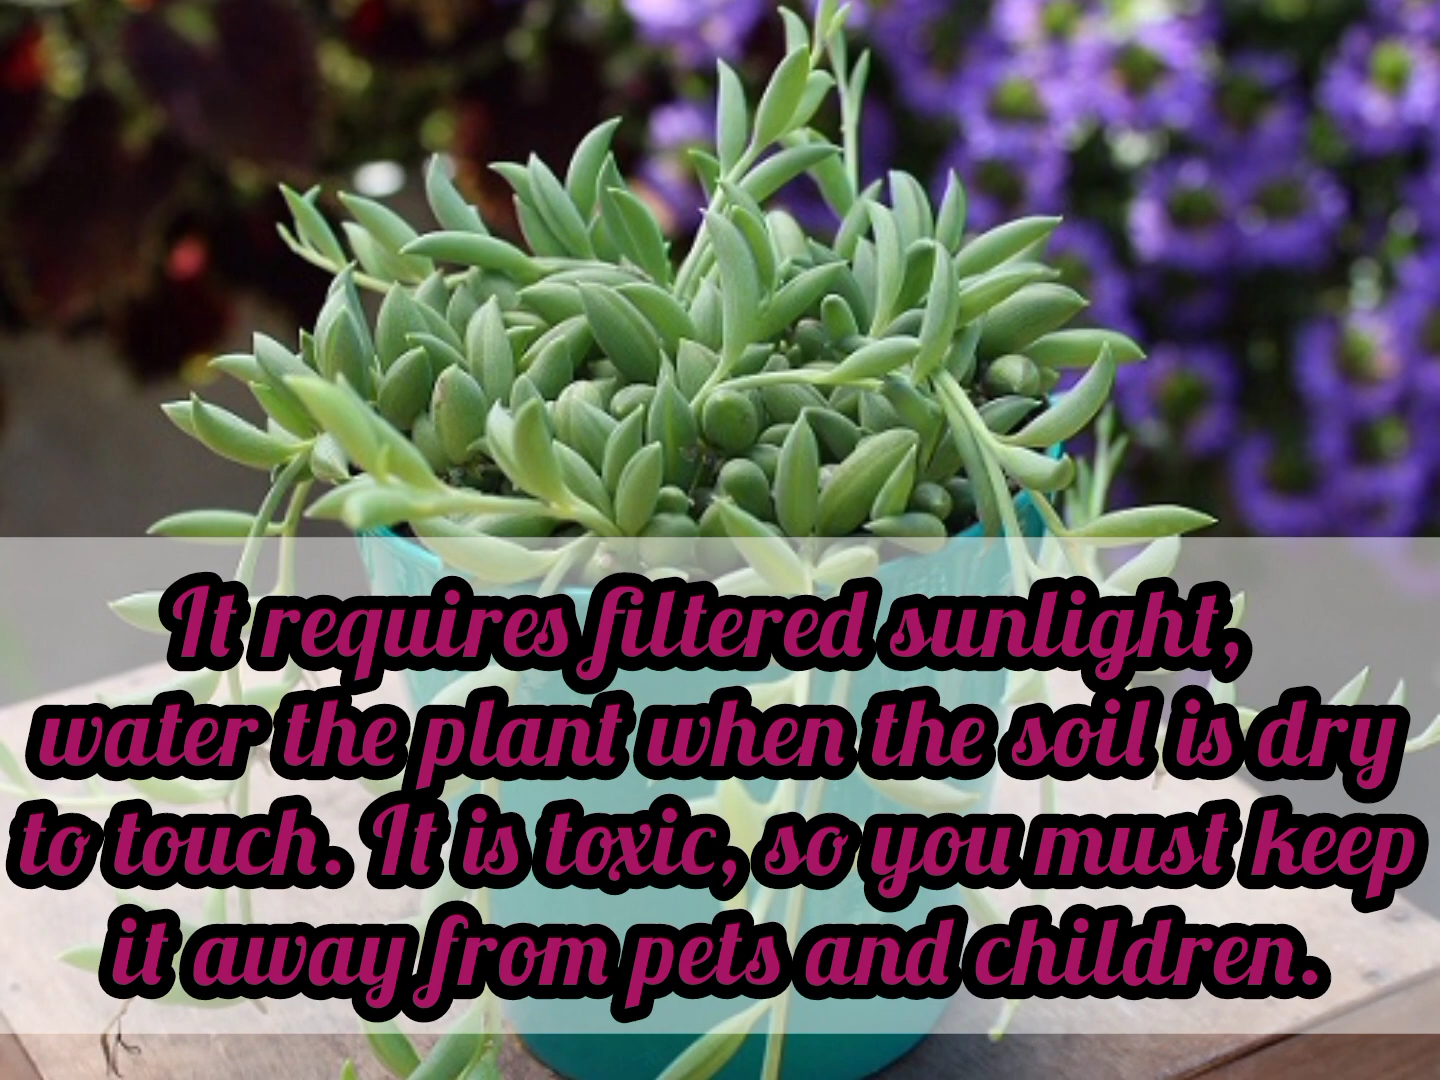 It requires filtered sunlight,
water the plant when the soil is dry
to touch. It is toxic, so you must keep
it away from pets and children.